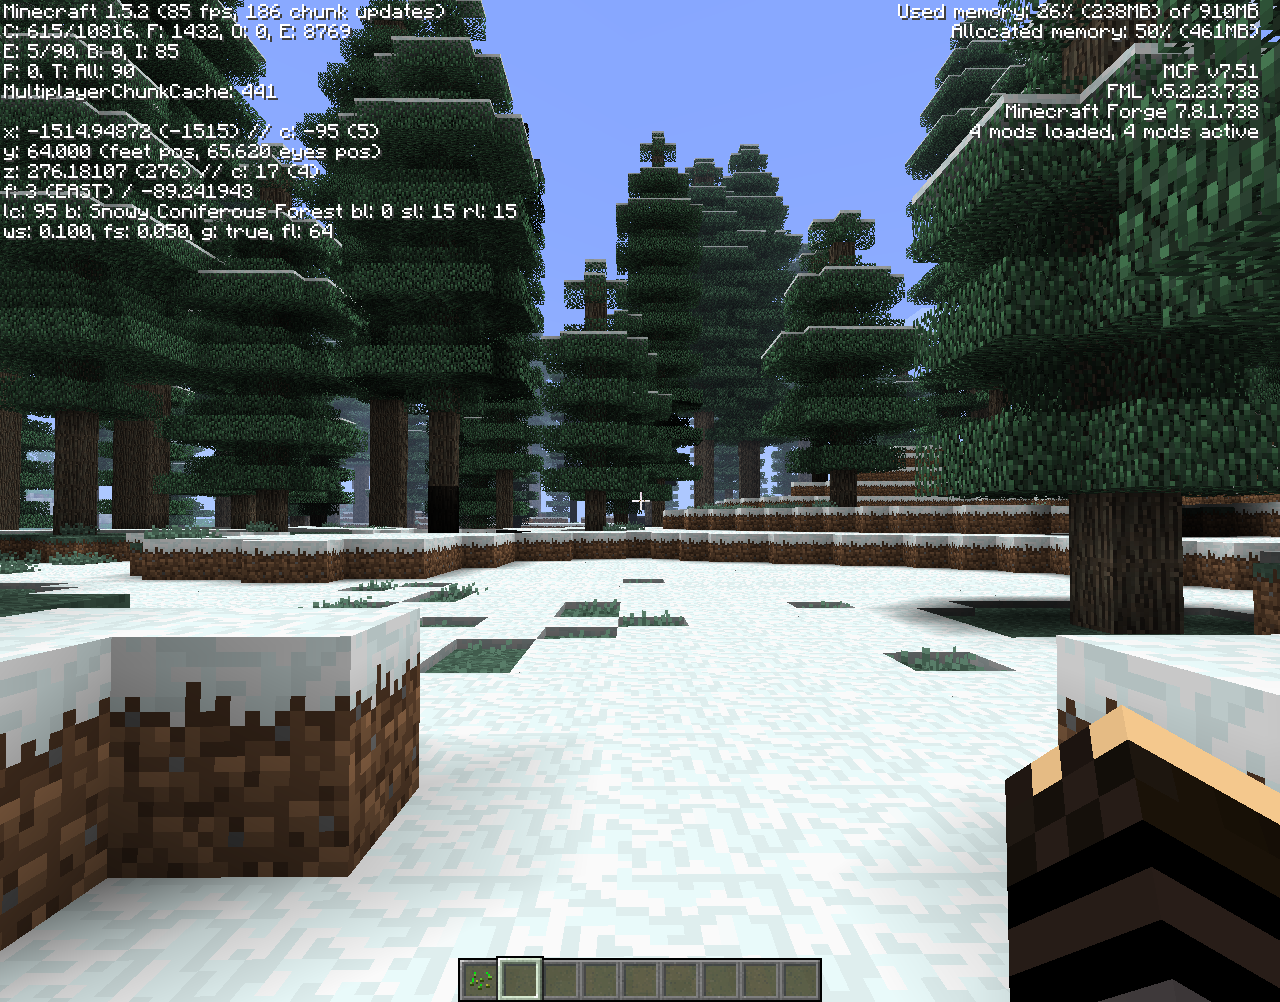 Minecraft 1.5.2 (85 fps, 186 chunk updates)
C: 615/10816. F: 1432, O: 0, E: 8769
E: 5/90. B: 0, I: 85
P: 0, T: All: 90
MultiplayerChunkCache: 441
x: -1514.94872 (-1515) // c: -95 (5)
y: 64.000 (feet pos, 65.620 eyes pos)
z: 276.18107 (276) // c: 17 (4)
f: 3 (EAST) / -89.241943
lc: 95 b: Snowy Coniferous Forest bl: 0 sl: 15 rl: 15
ws: 0.100, fs: 0.050, g: true, fl: 64
Used memory: 26% (238MB) of 910MB
Allocated memory: 50% (461MB)
MCP v7.51
FML v5.2.23.738
Minecraft Forge 7.8.1.738
4 mods loaded, 4 mods active